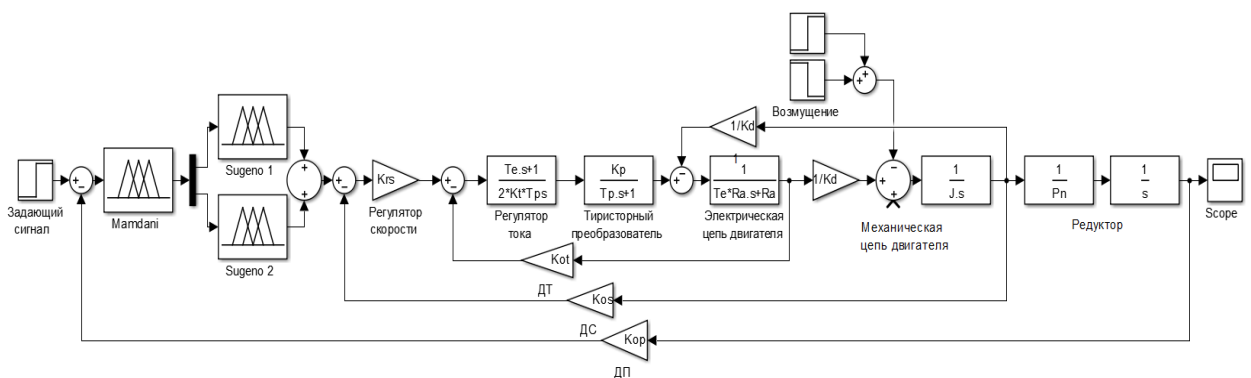 Возмущение
1/Kd
Задающий
сигнал
Mamdani
Sugeno 1
Sugeno 2
Krs
Регулятор
скорости
Te.s+1
2*Kt*Tps
Регулятор
тока
Kp
Tp.s+1
Тиристорный
преобразователь
1
1
Te*Ra.s+Ra
Электрическая
цепь двигателя
1/Kd
Механическая
цепь двигателя
1
J.s
1
Pn
1
s
Редуктор
Scope
Kot
ДТ
Kos
ДС
Kop
ДП